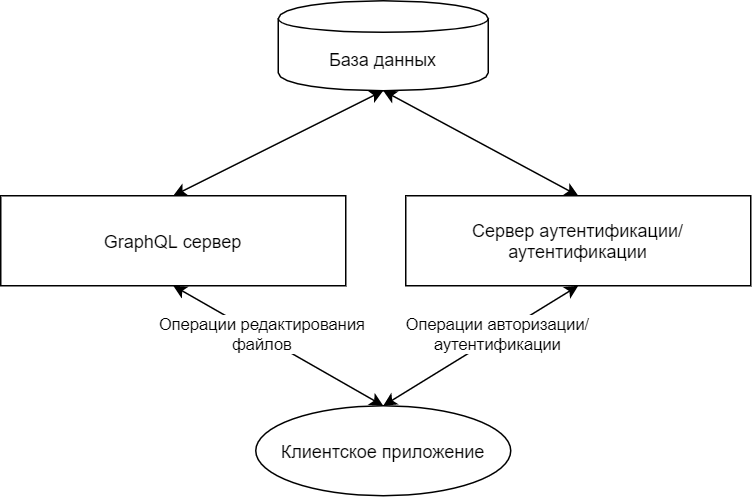 База данных
GraphQL сервер
Сервер аутентификации/
аутентификации
Операции редактирования
файлов
Операции авторизации/
аутентификации
Клиентское приложение